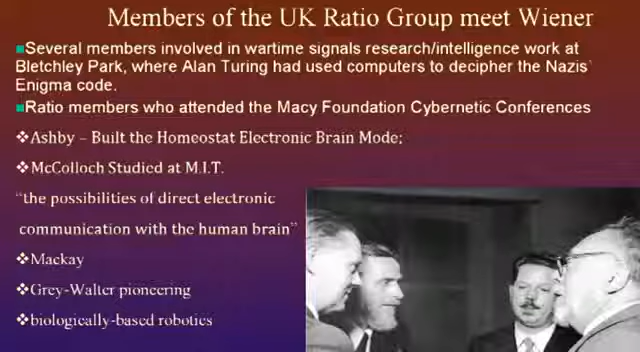 Members of the UK Ratio Group meet Wiener
Several members involved in wartime signals research/intelligence work at
Bletchley Park, where Alan Turing had used computers to decipher the Nazis'
Enigma code.
Ratio members who attended the Macy Foundation Cybernetic Conferences
Ashby – Built the Homeostat Electronic Brain Mode;
McColloch Studied at M.I.T.
"the possibilities of direct electronic
communication with the human brain"
Mackay
Grey-Walter pioneering
biologically-based robotics